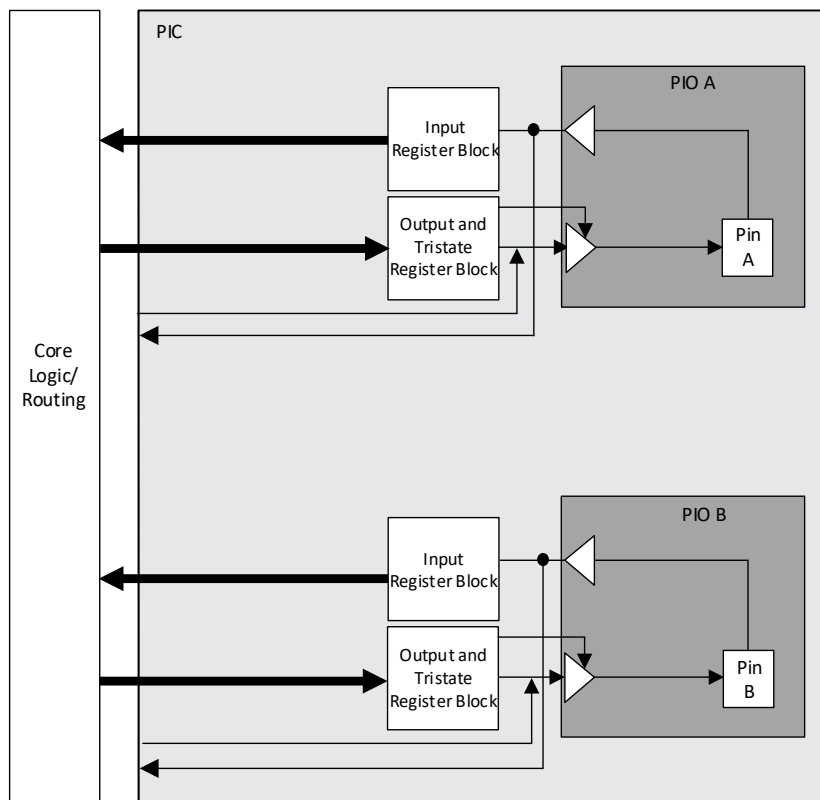 PIC
PIO A
Input
Register Block
Output and
Tristate
Register Block
Pin
A
Core
Logic/
Routing
PIO B
Input
Register Block
Output and
Tristate
Register Block
Pin
B